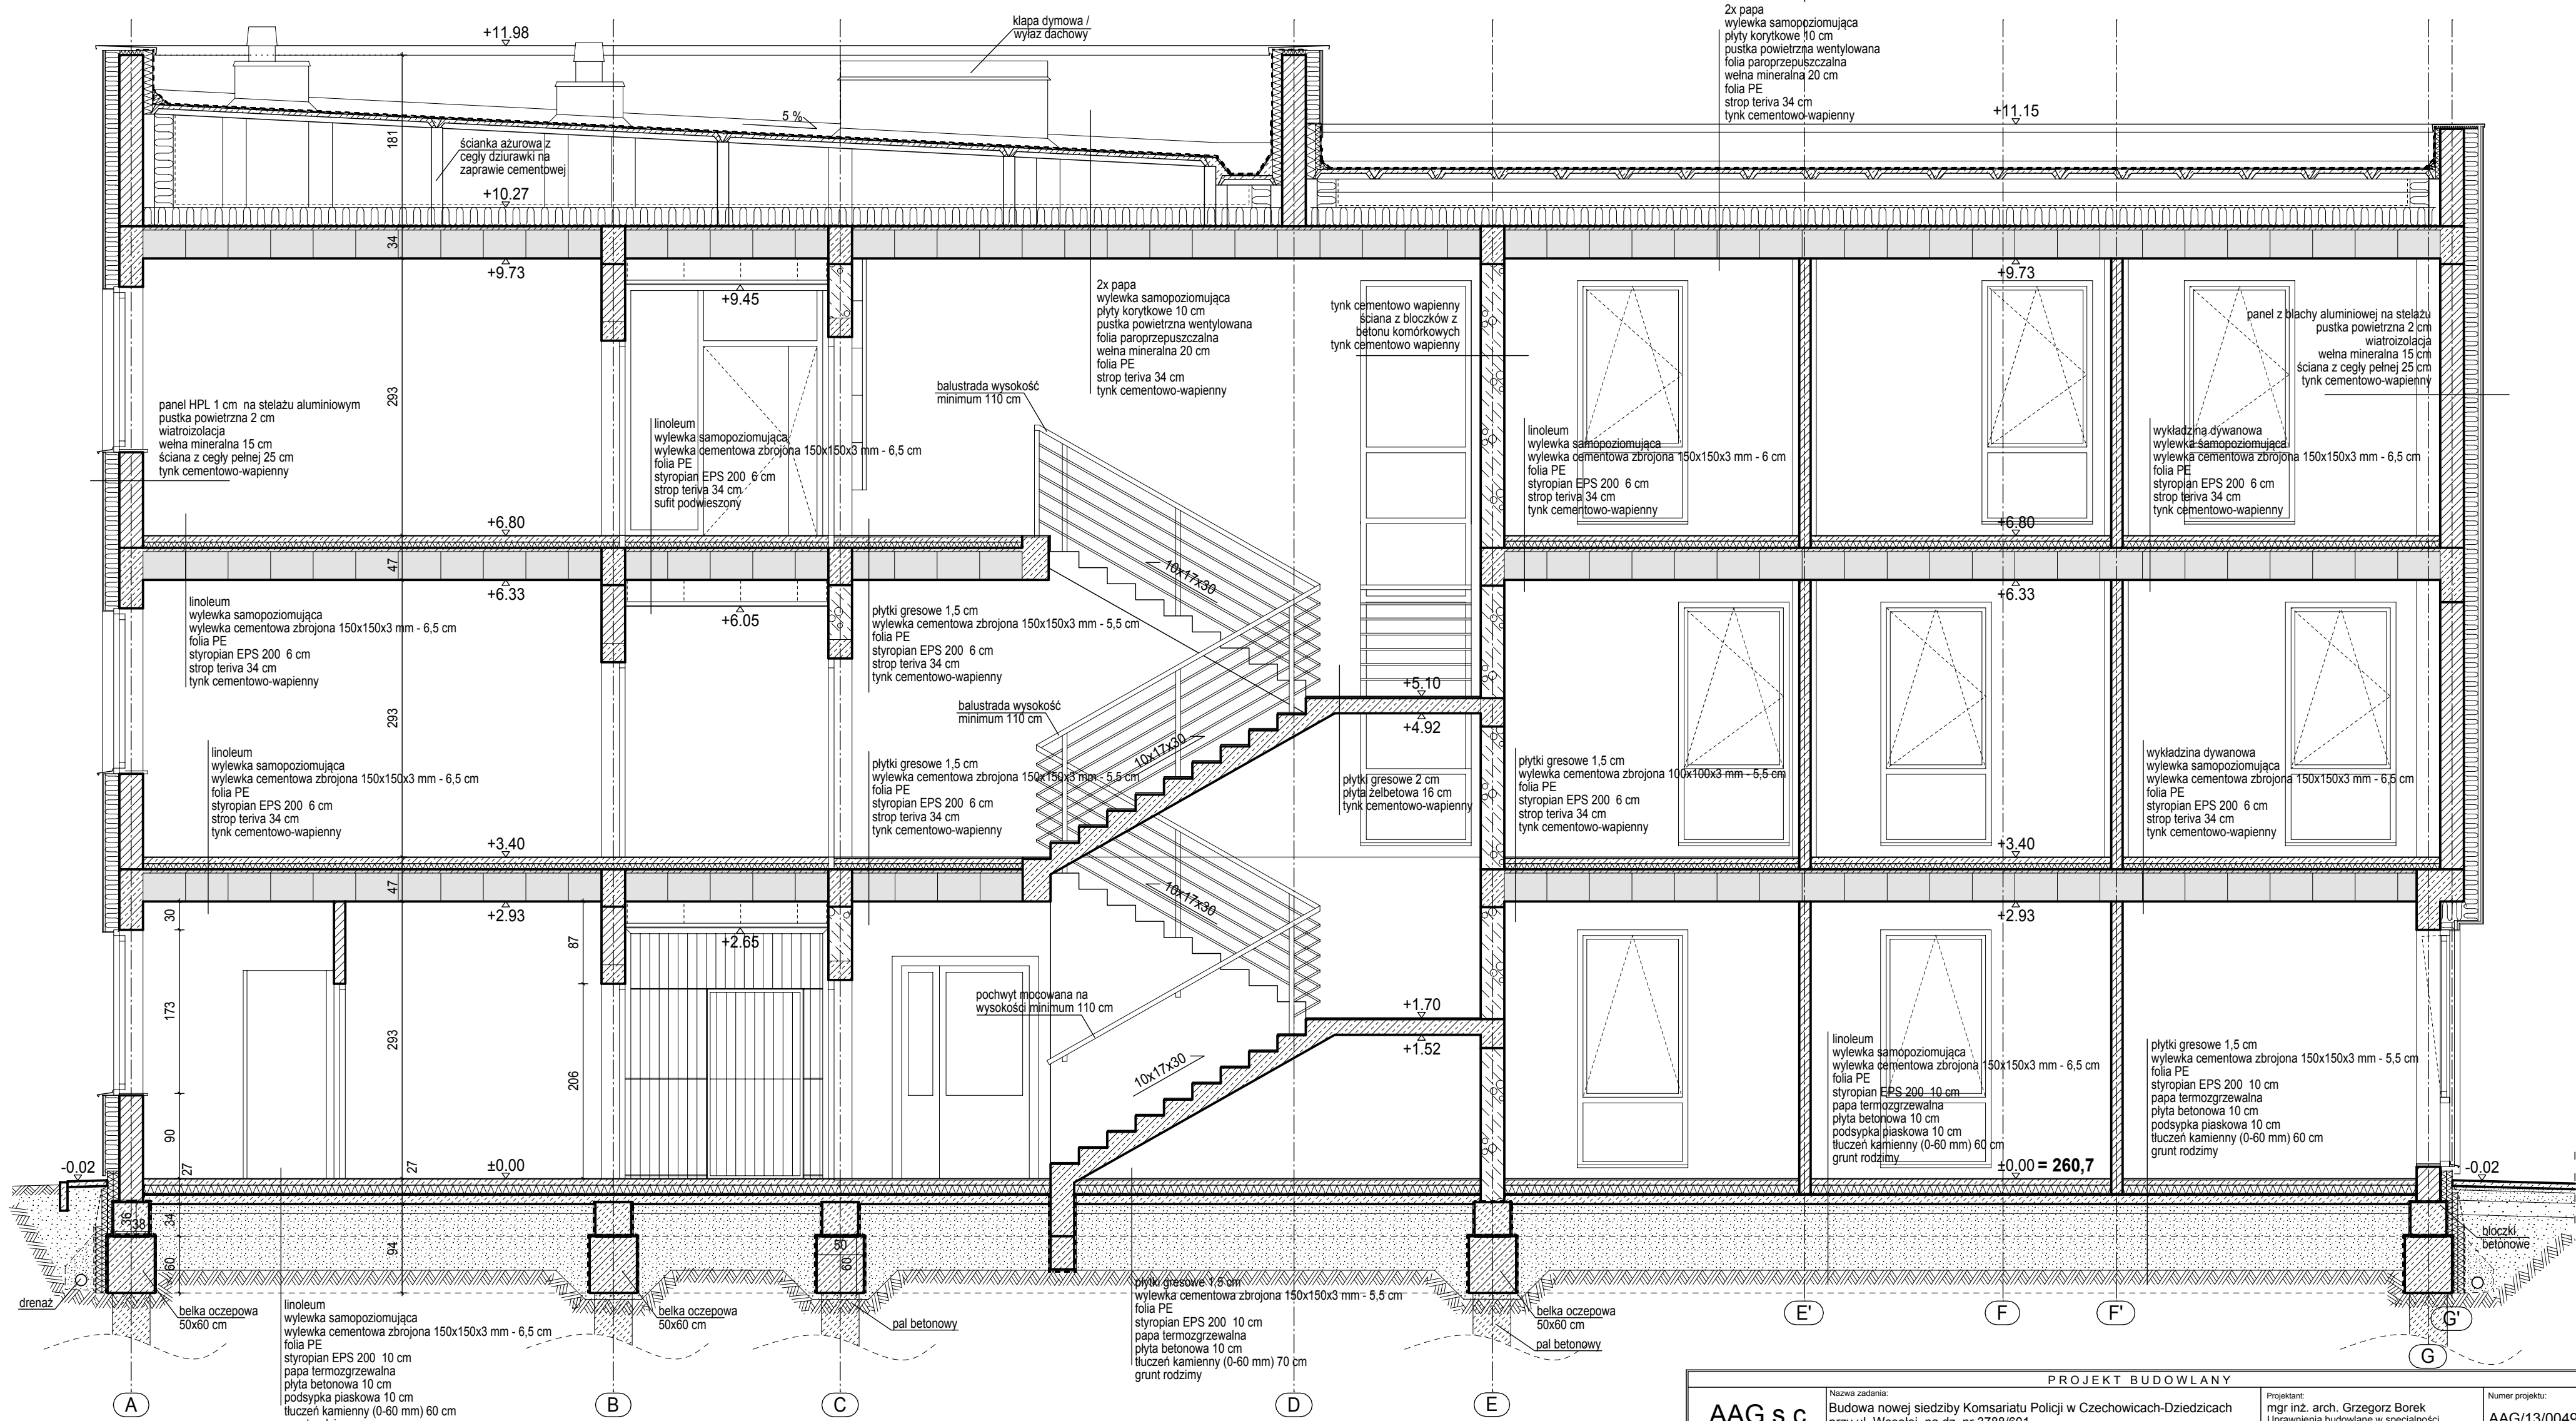 +11.98
klapa dymowa /
wyłaz dachowy
2x papa
wylewka samopoziomująca
płyty korytkowe 10 cm
pustka powietrzna wentylowana
folia paroprzepuszczalna
wełna mineralna 20 cm
folia PE
strop teriva 34 cm
tynk cementowo-wapienny
+11.15
5 %
181
ścianka ażurowa z
cegły dziurawki na
zaprawie cementowej
+10.27
34
+9.73
+9.45
+9.73
2x papa
wylewka samopoziomująca
płyty korytkowe 10 cm
pustka powietrzna wentylowana
folia paroprzepuszczalna
wełna mineralna 20 cm
folia PE
strop teriva 34 cm
tynk cementowo-wapienny
tynk cementowo wapienny
ściana z bloczków z
betonu komórkowych
tynk cementowo wapienny
panel z blachy aluminiowej na stelażu
pustka powietrzna 2 cm
wiatroizolacja
wełna mineralna 15 cm
ściana z cegły pełnej 25 cm
tynk cementowo-wapienny
293
balustrada wysokość
minimum 110 cm
panel HPL 1 cm na stelażu aluminiowym
pustka powietrzna 2 cm
wiatroizolacja
wełna mineralna 15 cm
ściana z cegły pełnej 25 cm
tynk cementowo-wapienny
linoleum
wylewka samopoziomująca
wylewka cementowa zbrojona 150x150x3 mm - 6,5 cm
folia PE
styropian EPS 200 6 cm
strop teriva 34 cm
sufit podwieszony
linoleum
wylewka samopoziomująca
wylewka cementowa zbrojona 150x150x3 mm - 6 cm
folia PE
styropian EPS 200 6 cm
strop teriva 34 cm
tynk cementowo-wapienny
wykładzina dywanowa
wylewka samopoziomująca
wylewka cementowa zbrojona 150x150x3 mm - 6,5 cm
folia PE
styropian EPS 200 6 cm
strop teriva 34 cm
tynk cementowo-wapienny
+6.80
+6.80
47
+6.33
+6.05
10x17x30
+6.33
linoleum
wylewka samopoziomująca
wylewka cementowa zbrojona 150x150x3 mm - 6,5 cm
folia PE
styropian EPS 200 6 cm
strop teriva 34 cm
tynk cementowo-wapienny
płytki gresowe 1,5 cm
wylewka cementowa zbrojona 150x150x3 mm - 5,5 cm
folia PE
styropian EPS 200 6 cm
strop teriva 34 cm
tynk cementowo-wapienny
293
balustrada wysokość
minimum 110 cm
+5.10
+4.92
10x17x30
linoleum
wylewka samopoziomująca
wylewka cementowa zbrojona 150x150x3 mm - 6,5 cm
folia PE
styropian EPS 200 6 cm
strop teriva 34 cm
tynk cementowo-wapienny
płytki gresowe 1,5 cm
wylewka cementowa zbrojona 150x150x3 mm - 5,5 cm
folia PE
styropian EPS 200 6 cm
strop teriva 34 cm
tynk cementowo-wapienny
płytki gresowe 2 cm
płyta żelbetowa 16 cm
tynk cementowo-wapienny
płytki gresowe 1,5 cm
wylewka cementowa zbrojona 100x100x3 mm - 5,5 cm
folia PE
styropian EPS 200 6 cm
strop teriva 34 cm
tynk cementowo-wapienny
wykładzina dywanowa
wylewka samopoziomująca
wylewka cementowa zbrojona 150x150x3 mm - 6,5 cm
folia PE
styropian EPS 200 6 cm
strop teriva 34 cm
tynk cementowo-wapienny
+3.40
+3.40
47
30
+2.93
+2.65
87
10x17x30
+2.93
173
293
206
90
27
27
pochwyt mocowana na
wysokości minimum 110 cm
+1.70
+1.52
10x17x30
linoleum
wylewka samopoziomująca
wylewka cementowa zbrojona 150x150x3 mm - 6,5 cm
folia PE
styropian EPS 200 10 cm
papa termozgrzewalna
płyta betonowa 10 cm
podsypka piaskowa 10 cm
tłuczeń kamienny (0-60 mm) 60 cm
grunt rodzimy
płytki gresowe 1,5 cm
wylewka cementowa zbrojona 150x150x3 mm - 5,5 cm
folia PE
styropian EPS 200 10 cm
papa termozgrzewalna
płyta betonowa 10 cm
podsypka piaskowa 10 cm
tłuczeń kamienny (0-60 mm) 60 cm
grunt rodzimy
-0.02
±0.00
±0.00 = 260,7
-0.02
36
38
34
94
60
50
60
bloczki
betonowe
drenaż
belka oczepowa
50x60 cm
belka oczepowa
50x60 cm
pal betonowy
belka oczepowa
50x60 cm
pal betonowy
linoleum
wylewka samopoziomująca
wylewka cementowa zbrojona 150x150x3 mm - 6,5 cm
folia PE
styropian EPS 200 10 cm
papa termozgrzewalna
płyta betonowa 10 cm
podsypka piaskowa 10 cm
tłuczeń kamienny (0-60 mm) 60 cm
płytki gresowe 1,5 cm
wylewka cementowa zbrojona 150x150x3 mm - 5,5 cm
folia PE
styropian EPS 200 10 cm
papa termozgrzewalna
płyta betonowa 10 cm
tłuczeń kamienny (0-60 mm) 70 cm
grunt rodzimy
E'
F
F'
G'
G
A
B
C
D
E
PROJEKT BUDOWLANY
AAG s.c.
Nazwa zadania:
Budowa nowej siedziby Komsariatu Policji w Czechowicach-Dziedzicach
Projektant:
mgr inż. arch. Grzegorz Borek
Numer projektu: